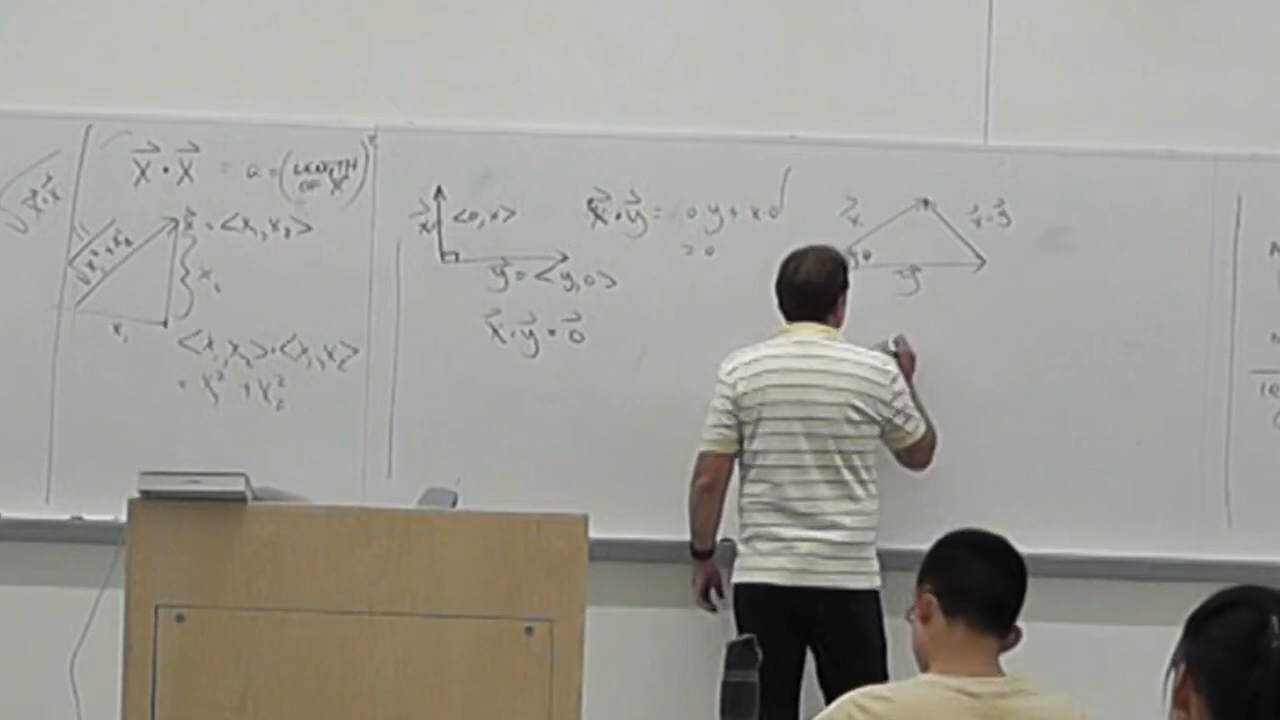 √x⃗·x⃗
x⃗ · x⃗ = a = (LENGTH OF X)²
√x₁² + x₂²
x⃗ = <x₁, x₂>
x₂
x₁
<x₁, x₂> · <x₁, x₂>
= x₁² + x₂²
x⃗
y⃗ = <y, 0>
x⃗ · y⃗ = 0⃗
x⃗ · y⃗ = 0 y + x 0
= 0
x⃗
x⃗ - y⃗
θ
y⃗